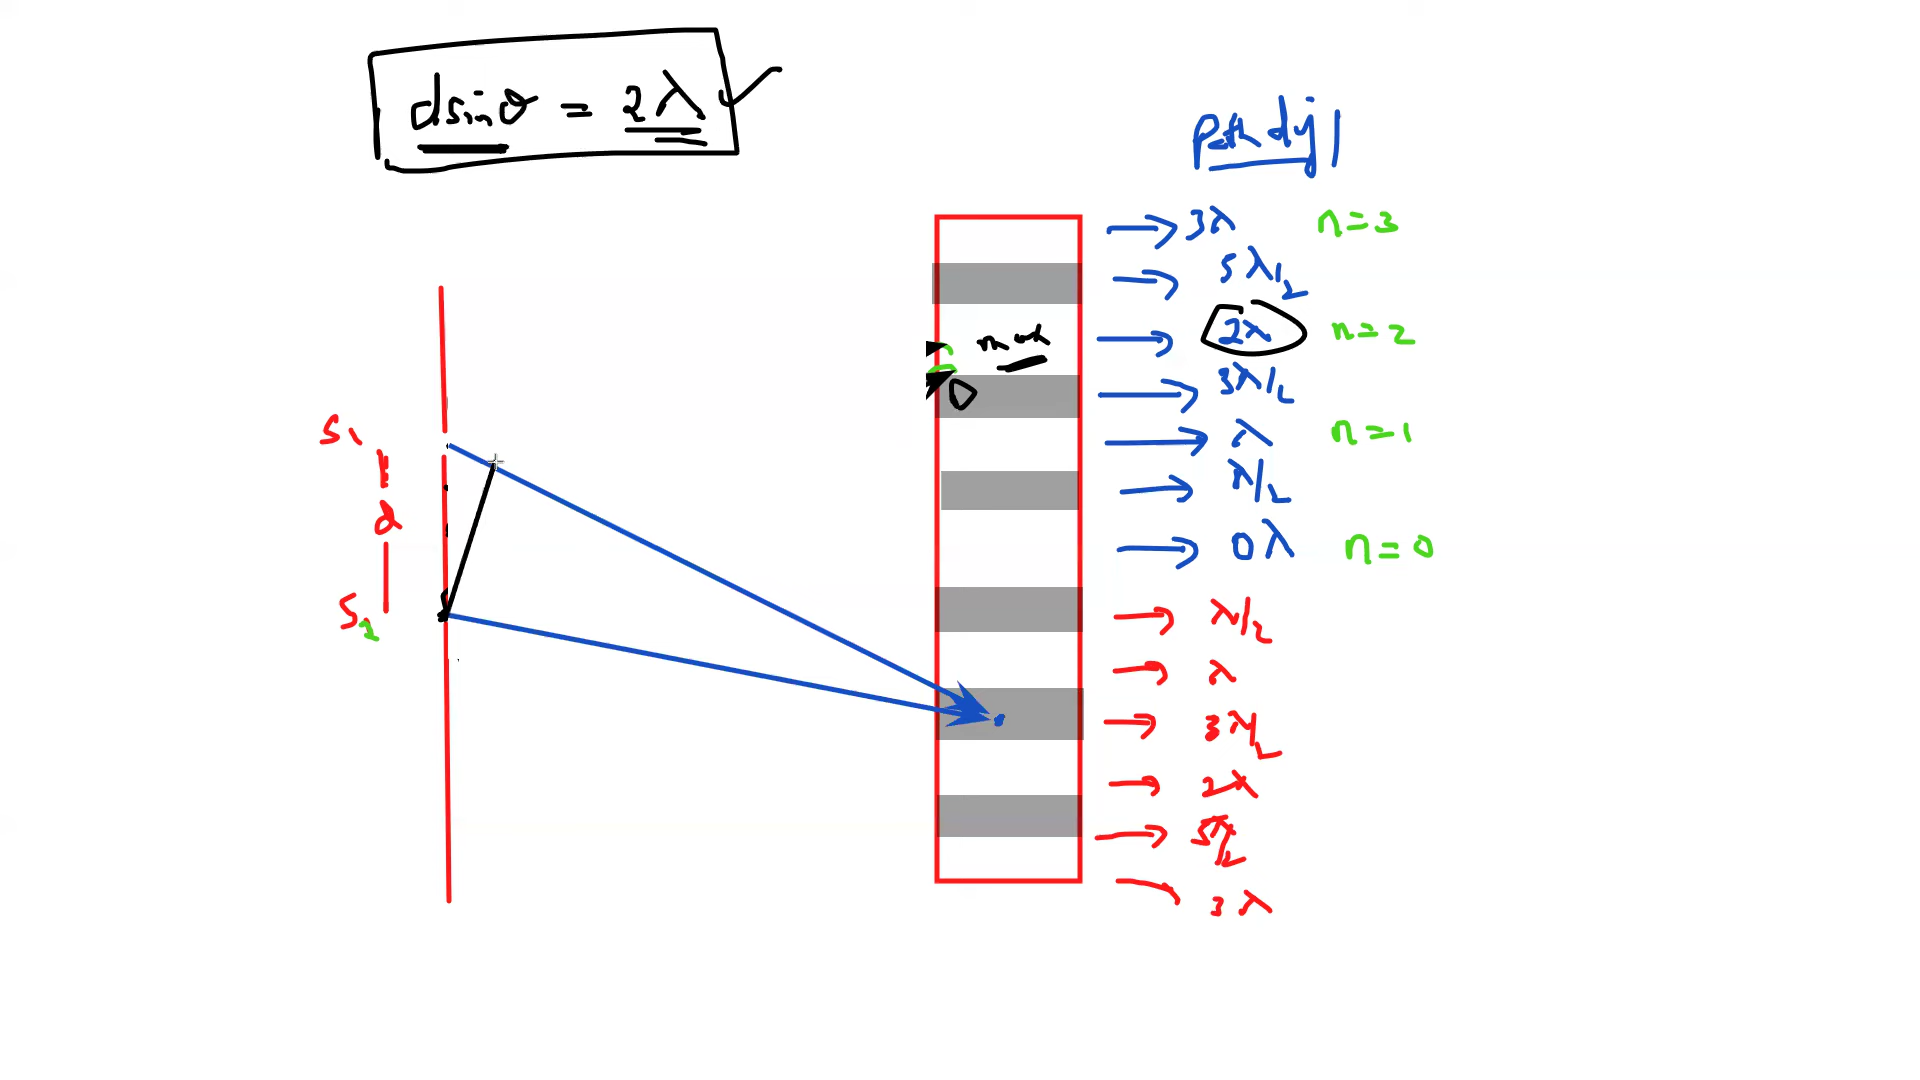 dsinθ = 2λ
path diff
3λ n=3
5λ/2
2λ n=2
3λ/2
λ n=1
λ/2
0λ n=0
λ/2
λ
3λ/2
2λ
5λ/2
3λ
S1
d
S2